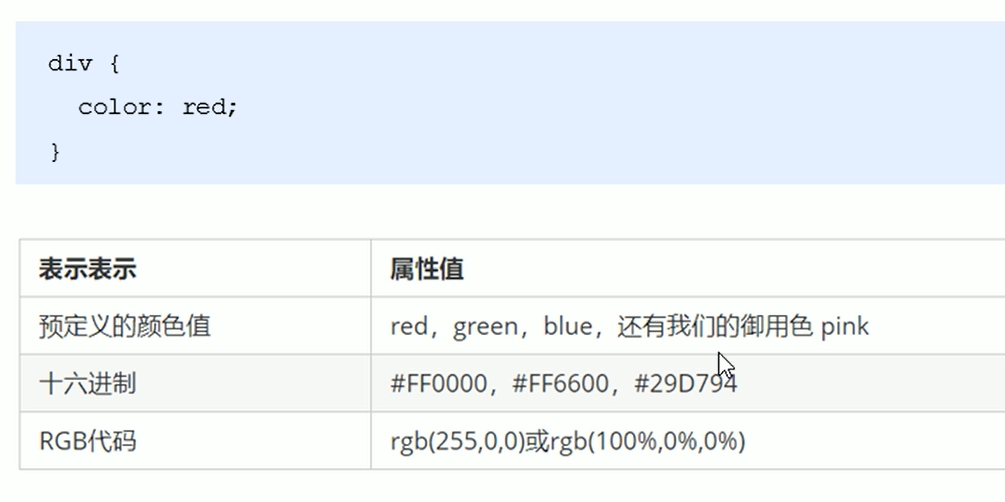 div {
color: red;
}
表示表示 属性值
预定义的颜色值 red，green，blue，还有我们的御用色 pink
十六进制 #FF0000，#FF6600，#29D794
RGB代码 rgb(255,0,0)或rgb(100%,0%,0%)